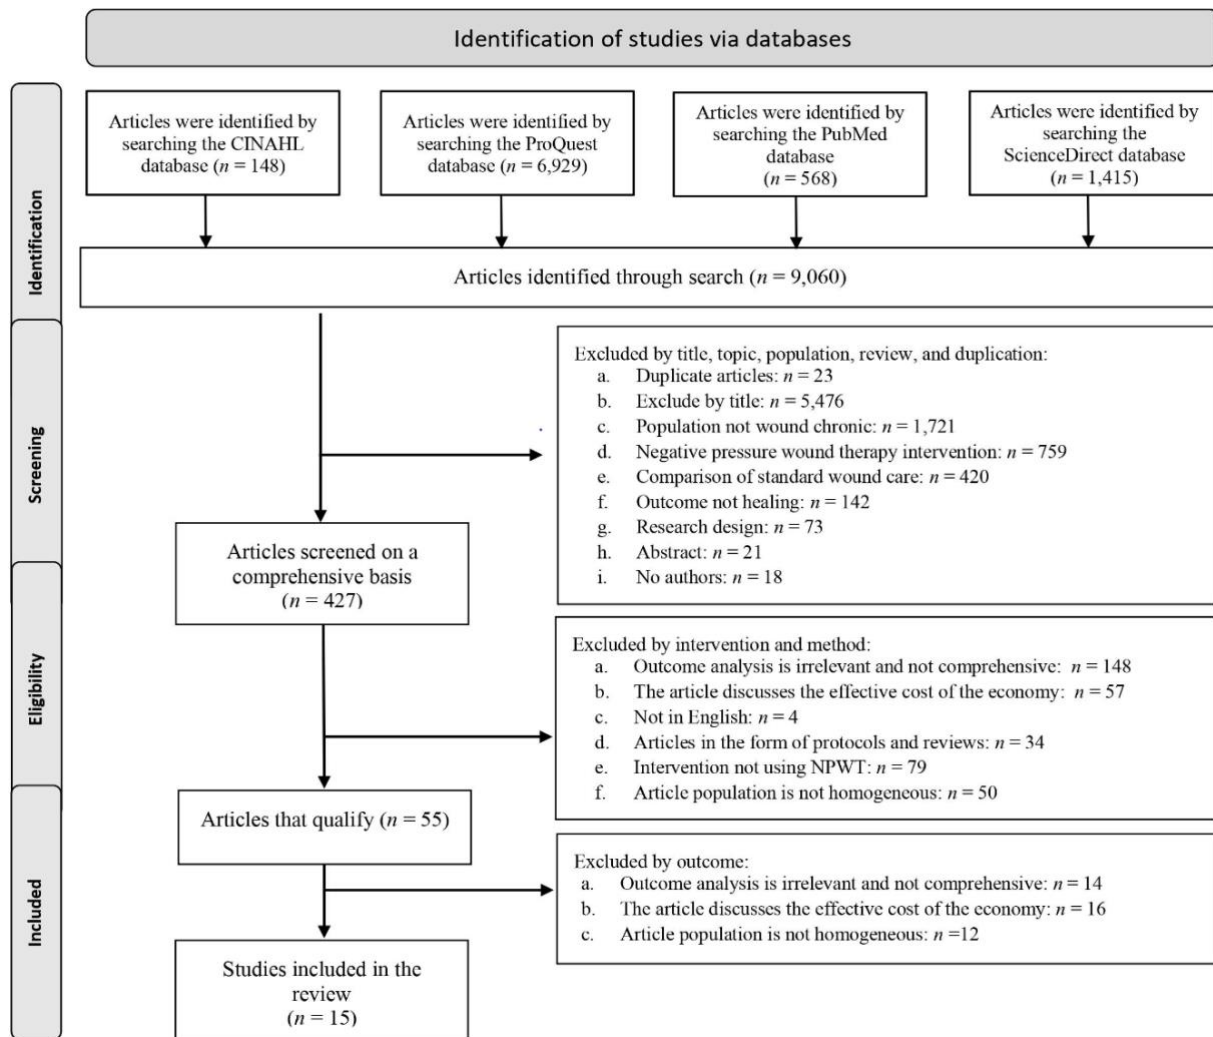 Identification of studies via databases
Identification
Articles were identified by
searching the CINAHL
database (n = 148)
Articles were identified by
searching the ProQuest
database (n = 6,929)
Articles were identified by
searching the PubMed
database
(n = 568)
Articles were identified by
searching the
ScienceDirect database
(n = 1,415)
Articles identified through search (n = 9,060)
Screening
Excluded by title, topic, population, review, and duplication:
a. Duplicate articles: n = 23
b. Exclude by title: n = 5,476
c. Population not wound chronic: n = 1,721
d. Negative pressure wound therapy intervention: n = 759
e. Comparison of standard wound care: n = 420
f. Outcome not healing: n = 142
g. Research design: n = 73
h. Abstract: n = 21
i. No authors: n = 18
Articles screened on a
comprehensive basis
(n = 427)
Eligibility
Excluded by intervention and method:
a. Outcome analysis is irrelevant and not comprehensive: n = 148
b. The article discusses the effective cost of the economy: n = 57
c. Not in English: n = 4
d. Articles in the form of protocols and reviews: n = 34
e. Intervention not using NPWT: n = 79
f. Article population is not homogeneous: n = 50
Articles that qualify (n = 55)
Included
Excluded by outcome:
a. Outcome analysis is irrelevant and not comprehensive: n = 14
b. The article discusses the effective cost of the economy: n = 16
c. Article population is not homogeneous: n =12
Studies included in the
review
(n = 15)